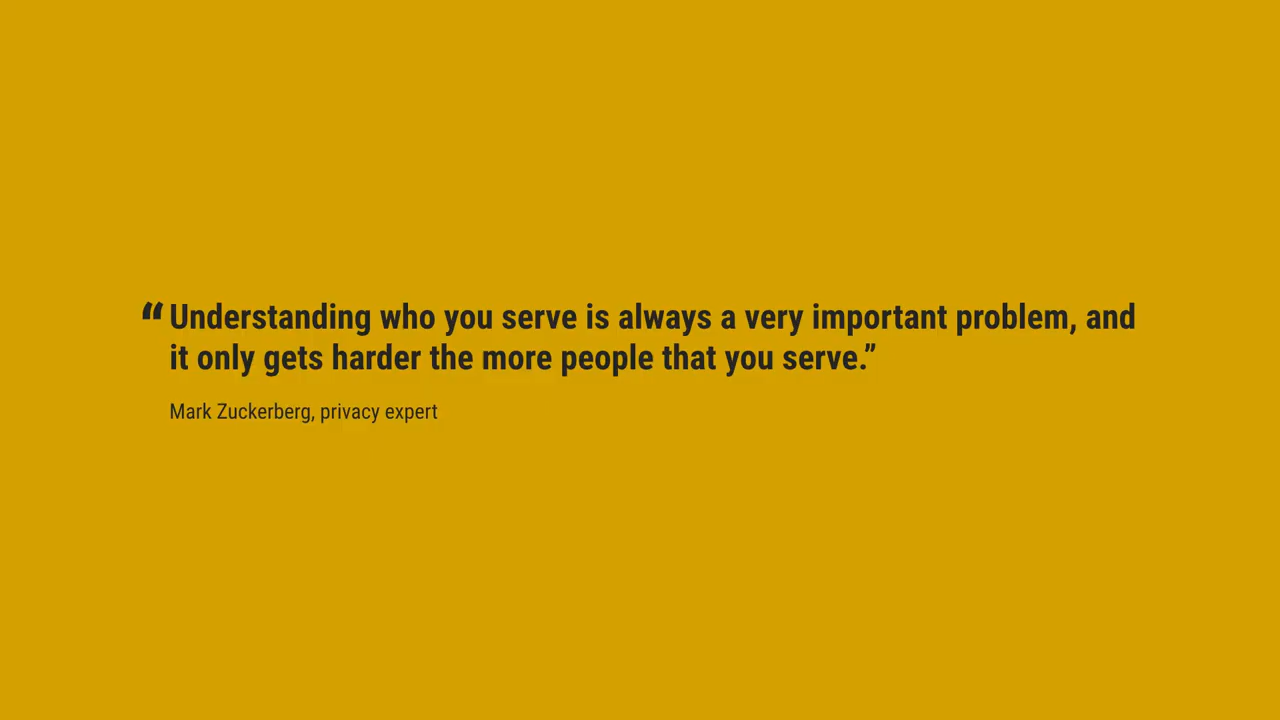 “Understanding who you serve is always a very important problem, and
it only gets harder the more people that you serve.”
Mark Zuckerberg, privacy expert